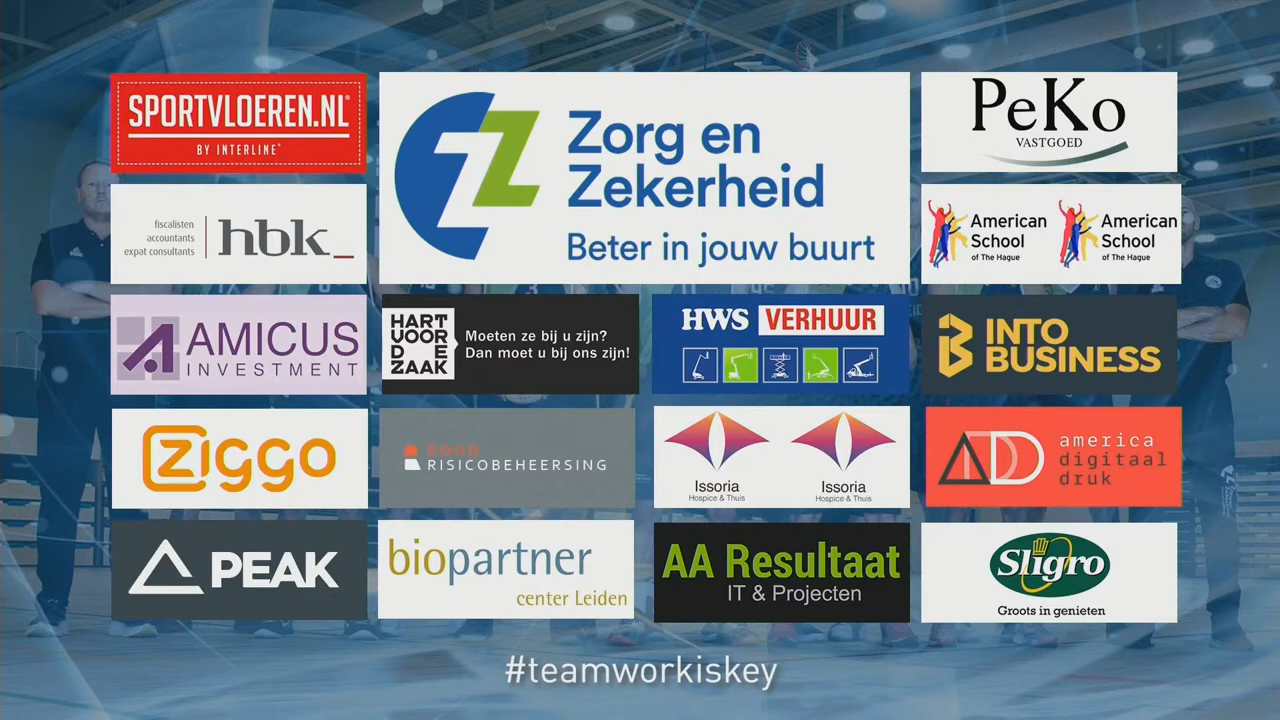 SPORTVLOEREN.NL®
BY INTERLINE®
Zorg en
Zekerheid
Beter in jouw buurt
PeKo
VASTGOED
fiscalisten
accountants
expat consultants
hbk_
American
School
of The Hague
American
School
of The Hague
AMICUS
INVESTMENT
HART
VOOR
D E
ZAAK
Moeten ze bij u zijn?
Dan moet u bij ons zijn!
HWS VERHUUR
INTO
BUSINESS
ziggo
ROOD
RISICOBEHEERSING
Issoria
Hospice & Thuis
Issoria
Hospice & Thuis
ADD
america
digitaal
druk
PEAK
biopartner
center Leiden
AA Resultaat
IT & Projecten
Sligro
Groots in genieten
#teamworkiskey